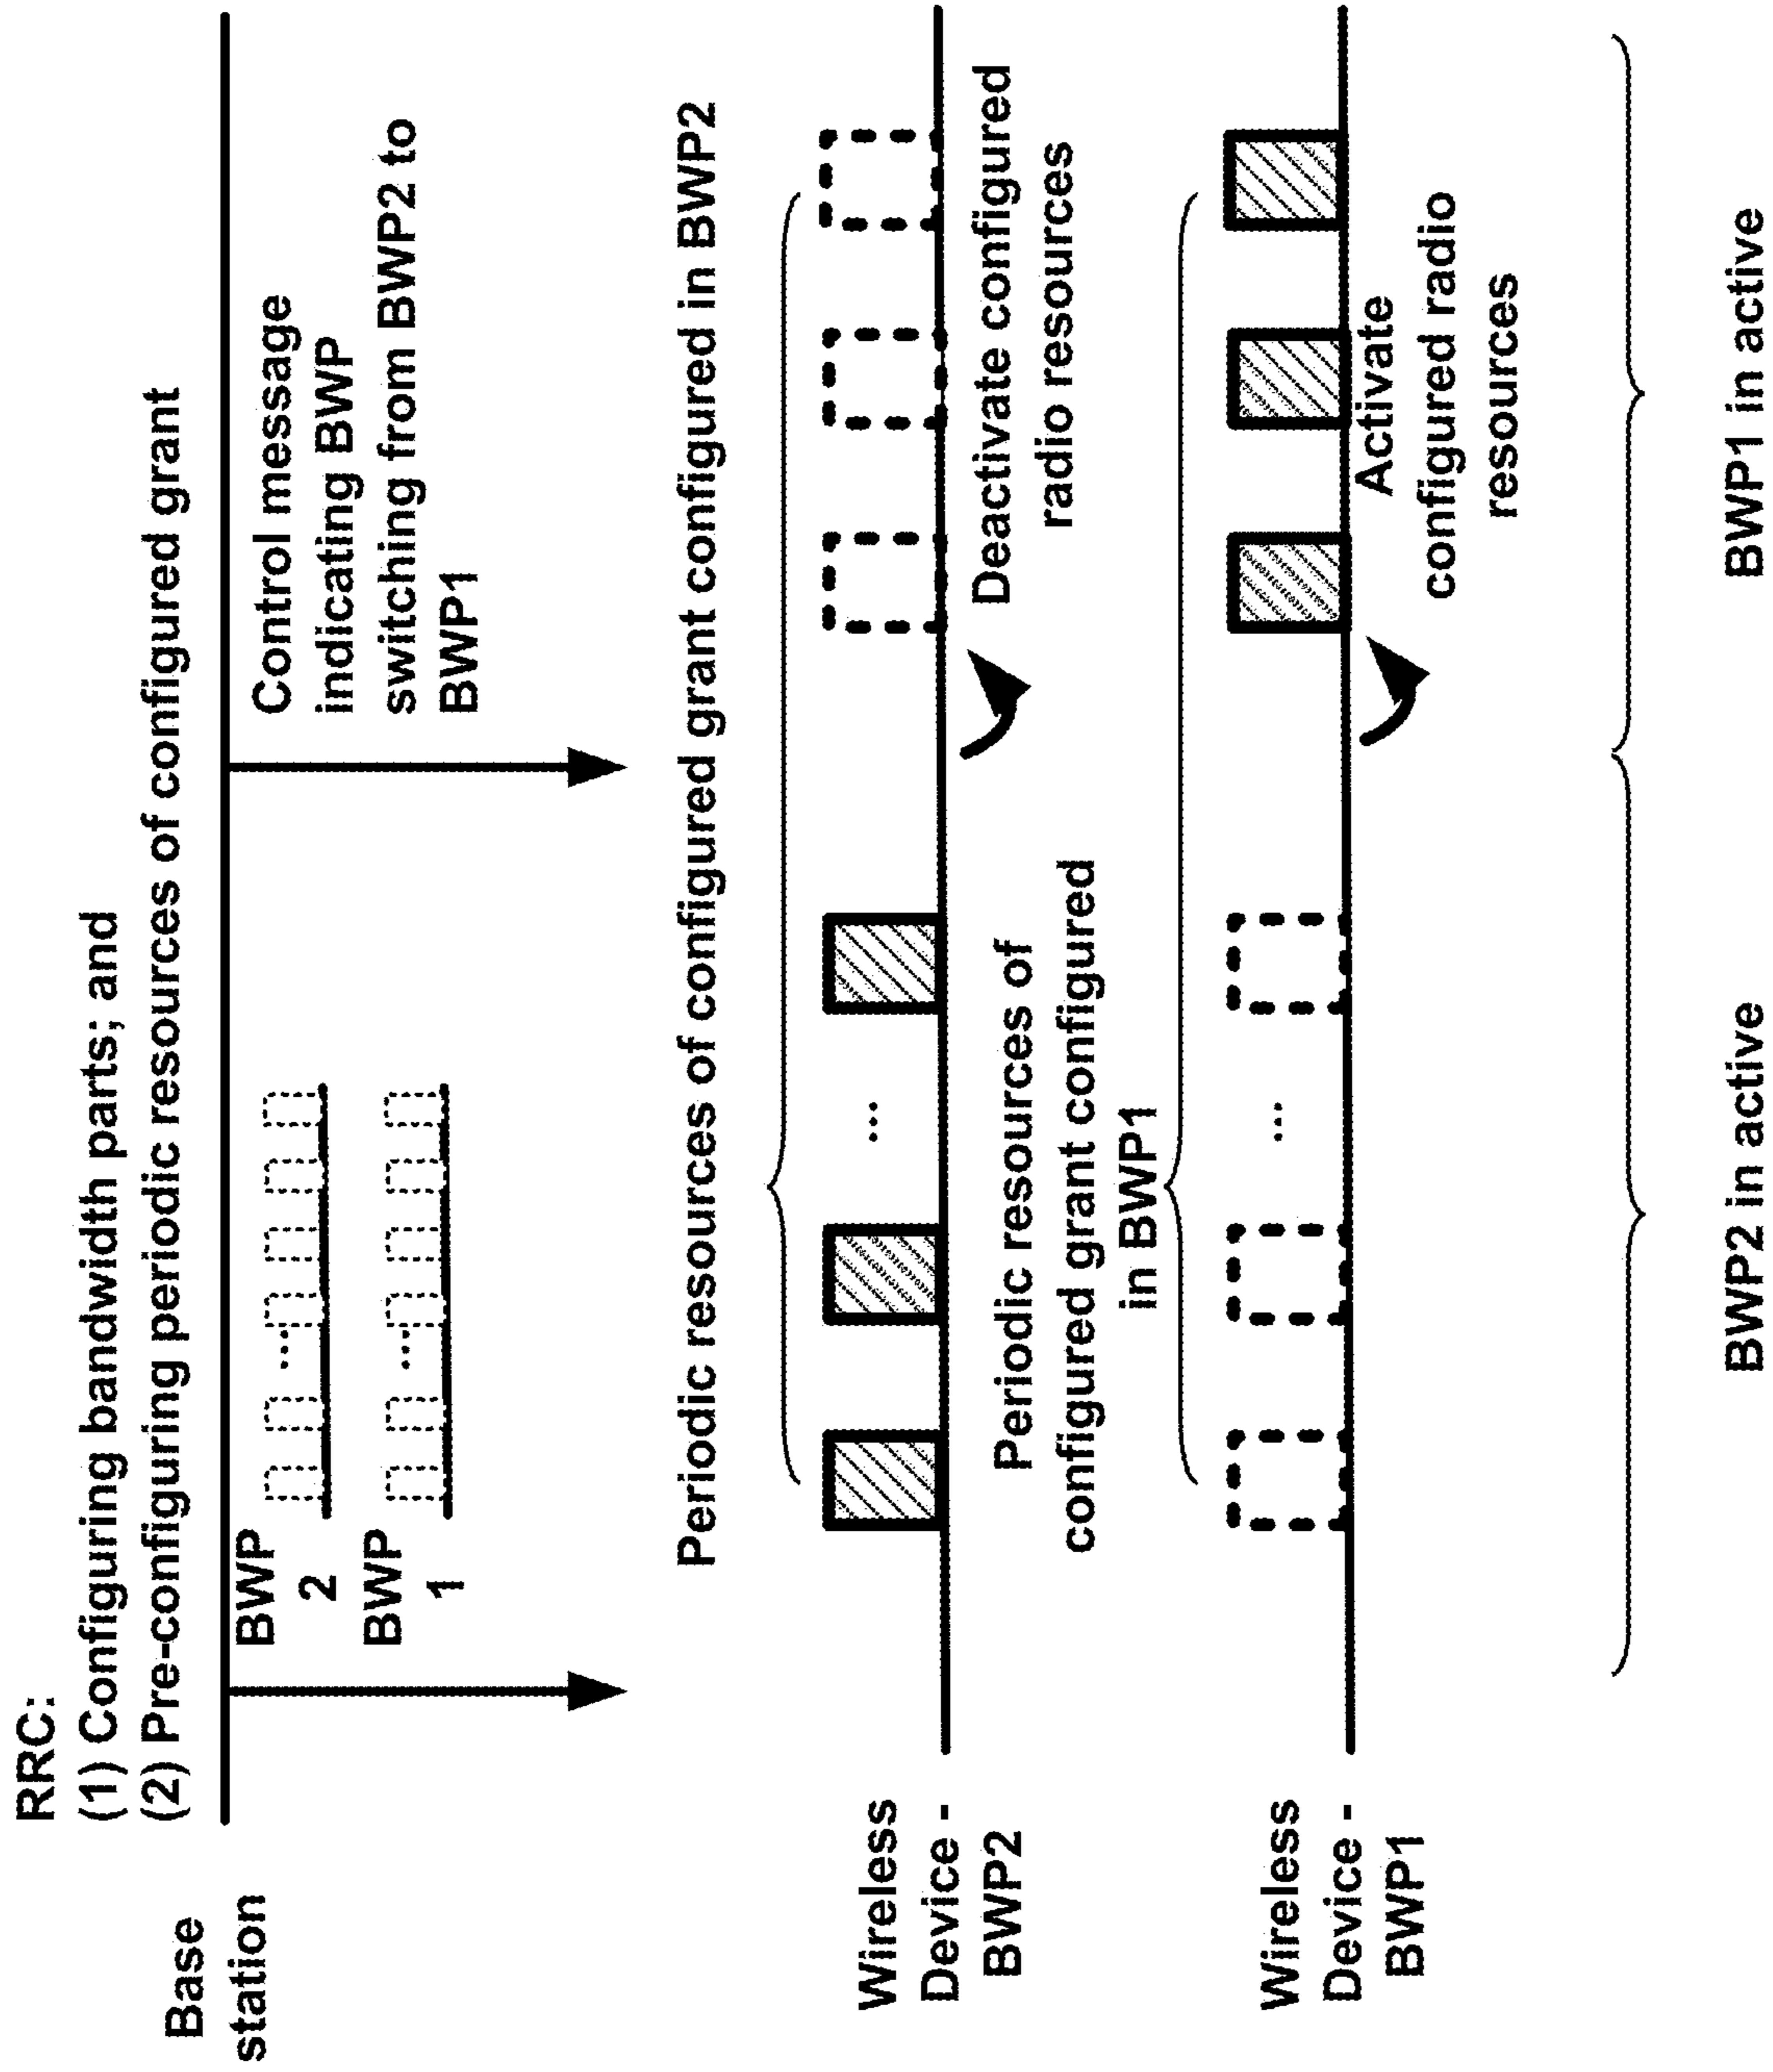 RRC:
(1) Configuring bandwidth parts; and
(2) Pre-configuring periodic resources of configured grant
Base
station
BWP
2
...
BWP
1
...
Control message
indicating BWP
switching from BWP2 to
BWP1
Periodic resources of configured grant configured in BWP2
Wireless
Device -
BWP2
...
Deactivate configured
radio resources
Periodic resources of
configured grant configured
in BWP1
Wireless
Device -
BWP1
...
Activate
configured radio
resources
BWP2 in active
BWP1 in active